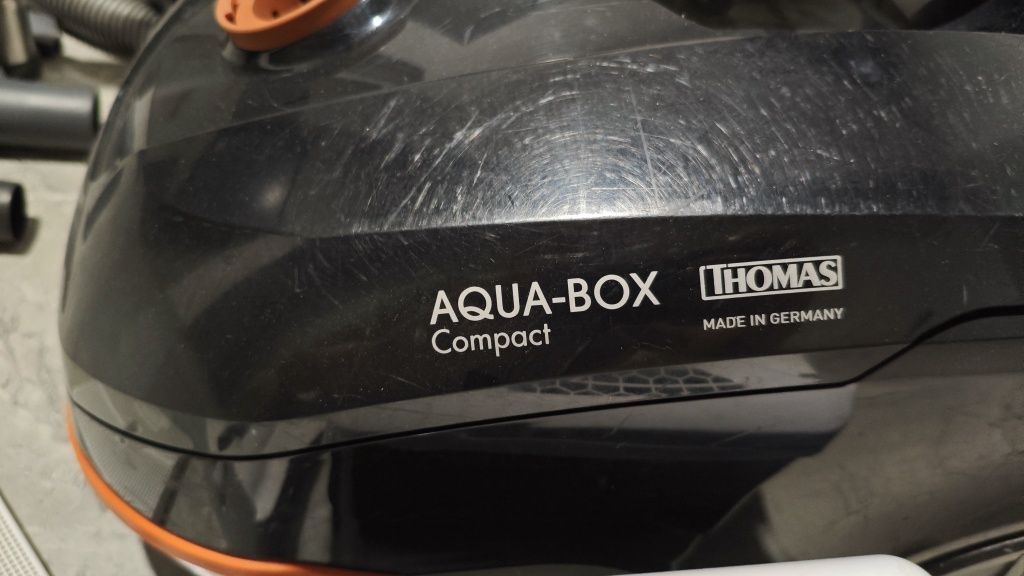 AQUA-BOX
Compact
THOMAS
MADE IN GERMANY